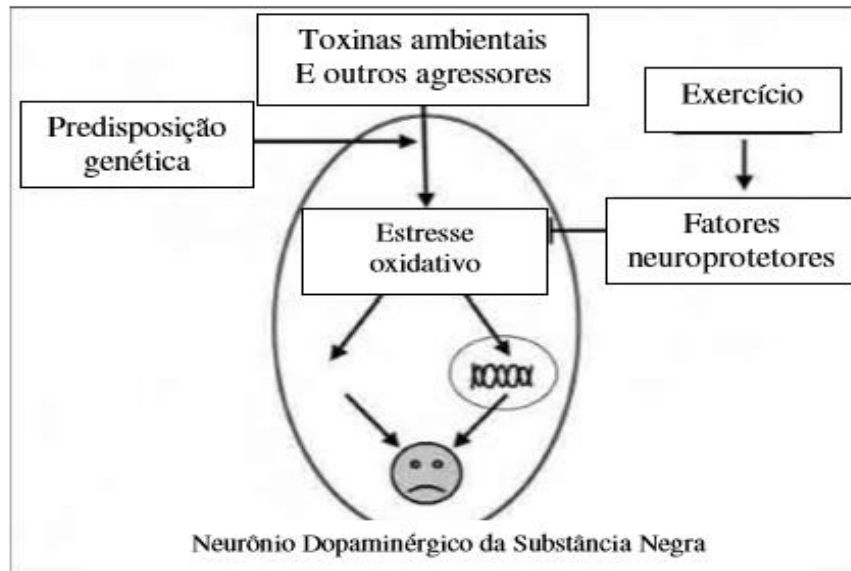 Toxinas ambientais
E outros agressores
Exercício
Predisposição
genética
Estresse
oxidativo
Fatores
neuroprotetores
Neurônio Dopaminérgico da Substância Negra